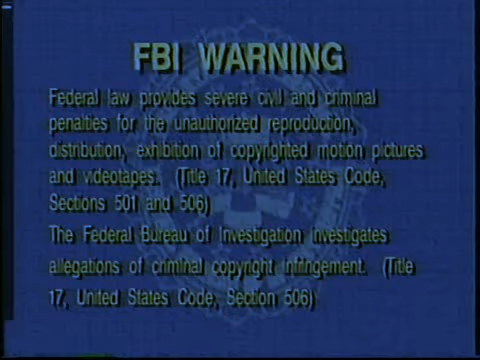 FBI WARNING
Federal law provides severe civil and criminal
penalties for the unauthorized reproduction,
distribution, exhibition of copyrighted motion pictures
and videotapes. (Title 17, United States Code,
Sections 501 and 506)
The Federal Bureau of Investigation investigates
allegations of criminal copyright infringement. (Title
17, United States Code, Section 506)